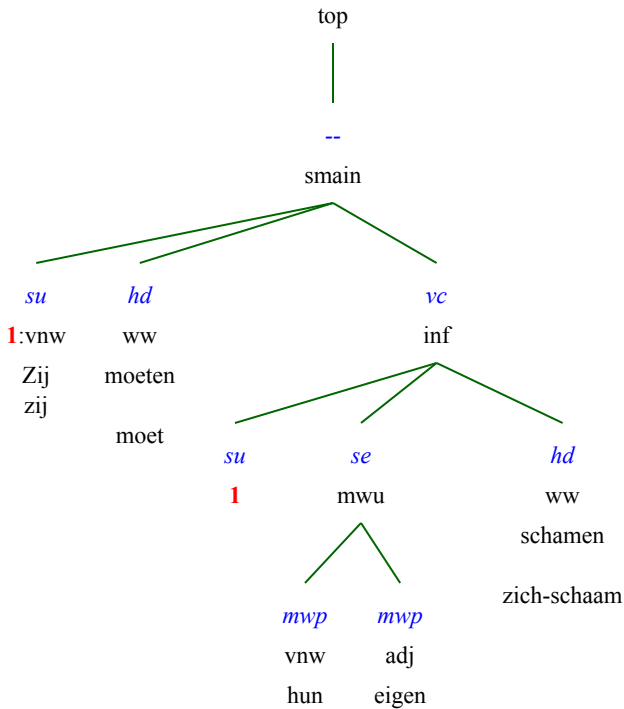 top
--
smain
su hd vc
1:vnw ww inf
Zij moeten
zij
moet
su se hd
1 mwu ww
schamen
zich-schaam
mwp mwp
vnw adj
hun eigen